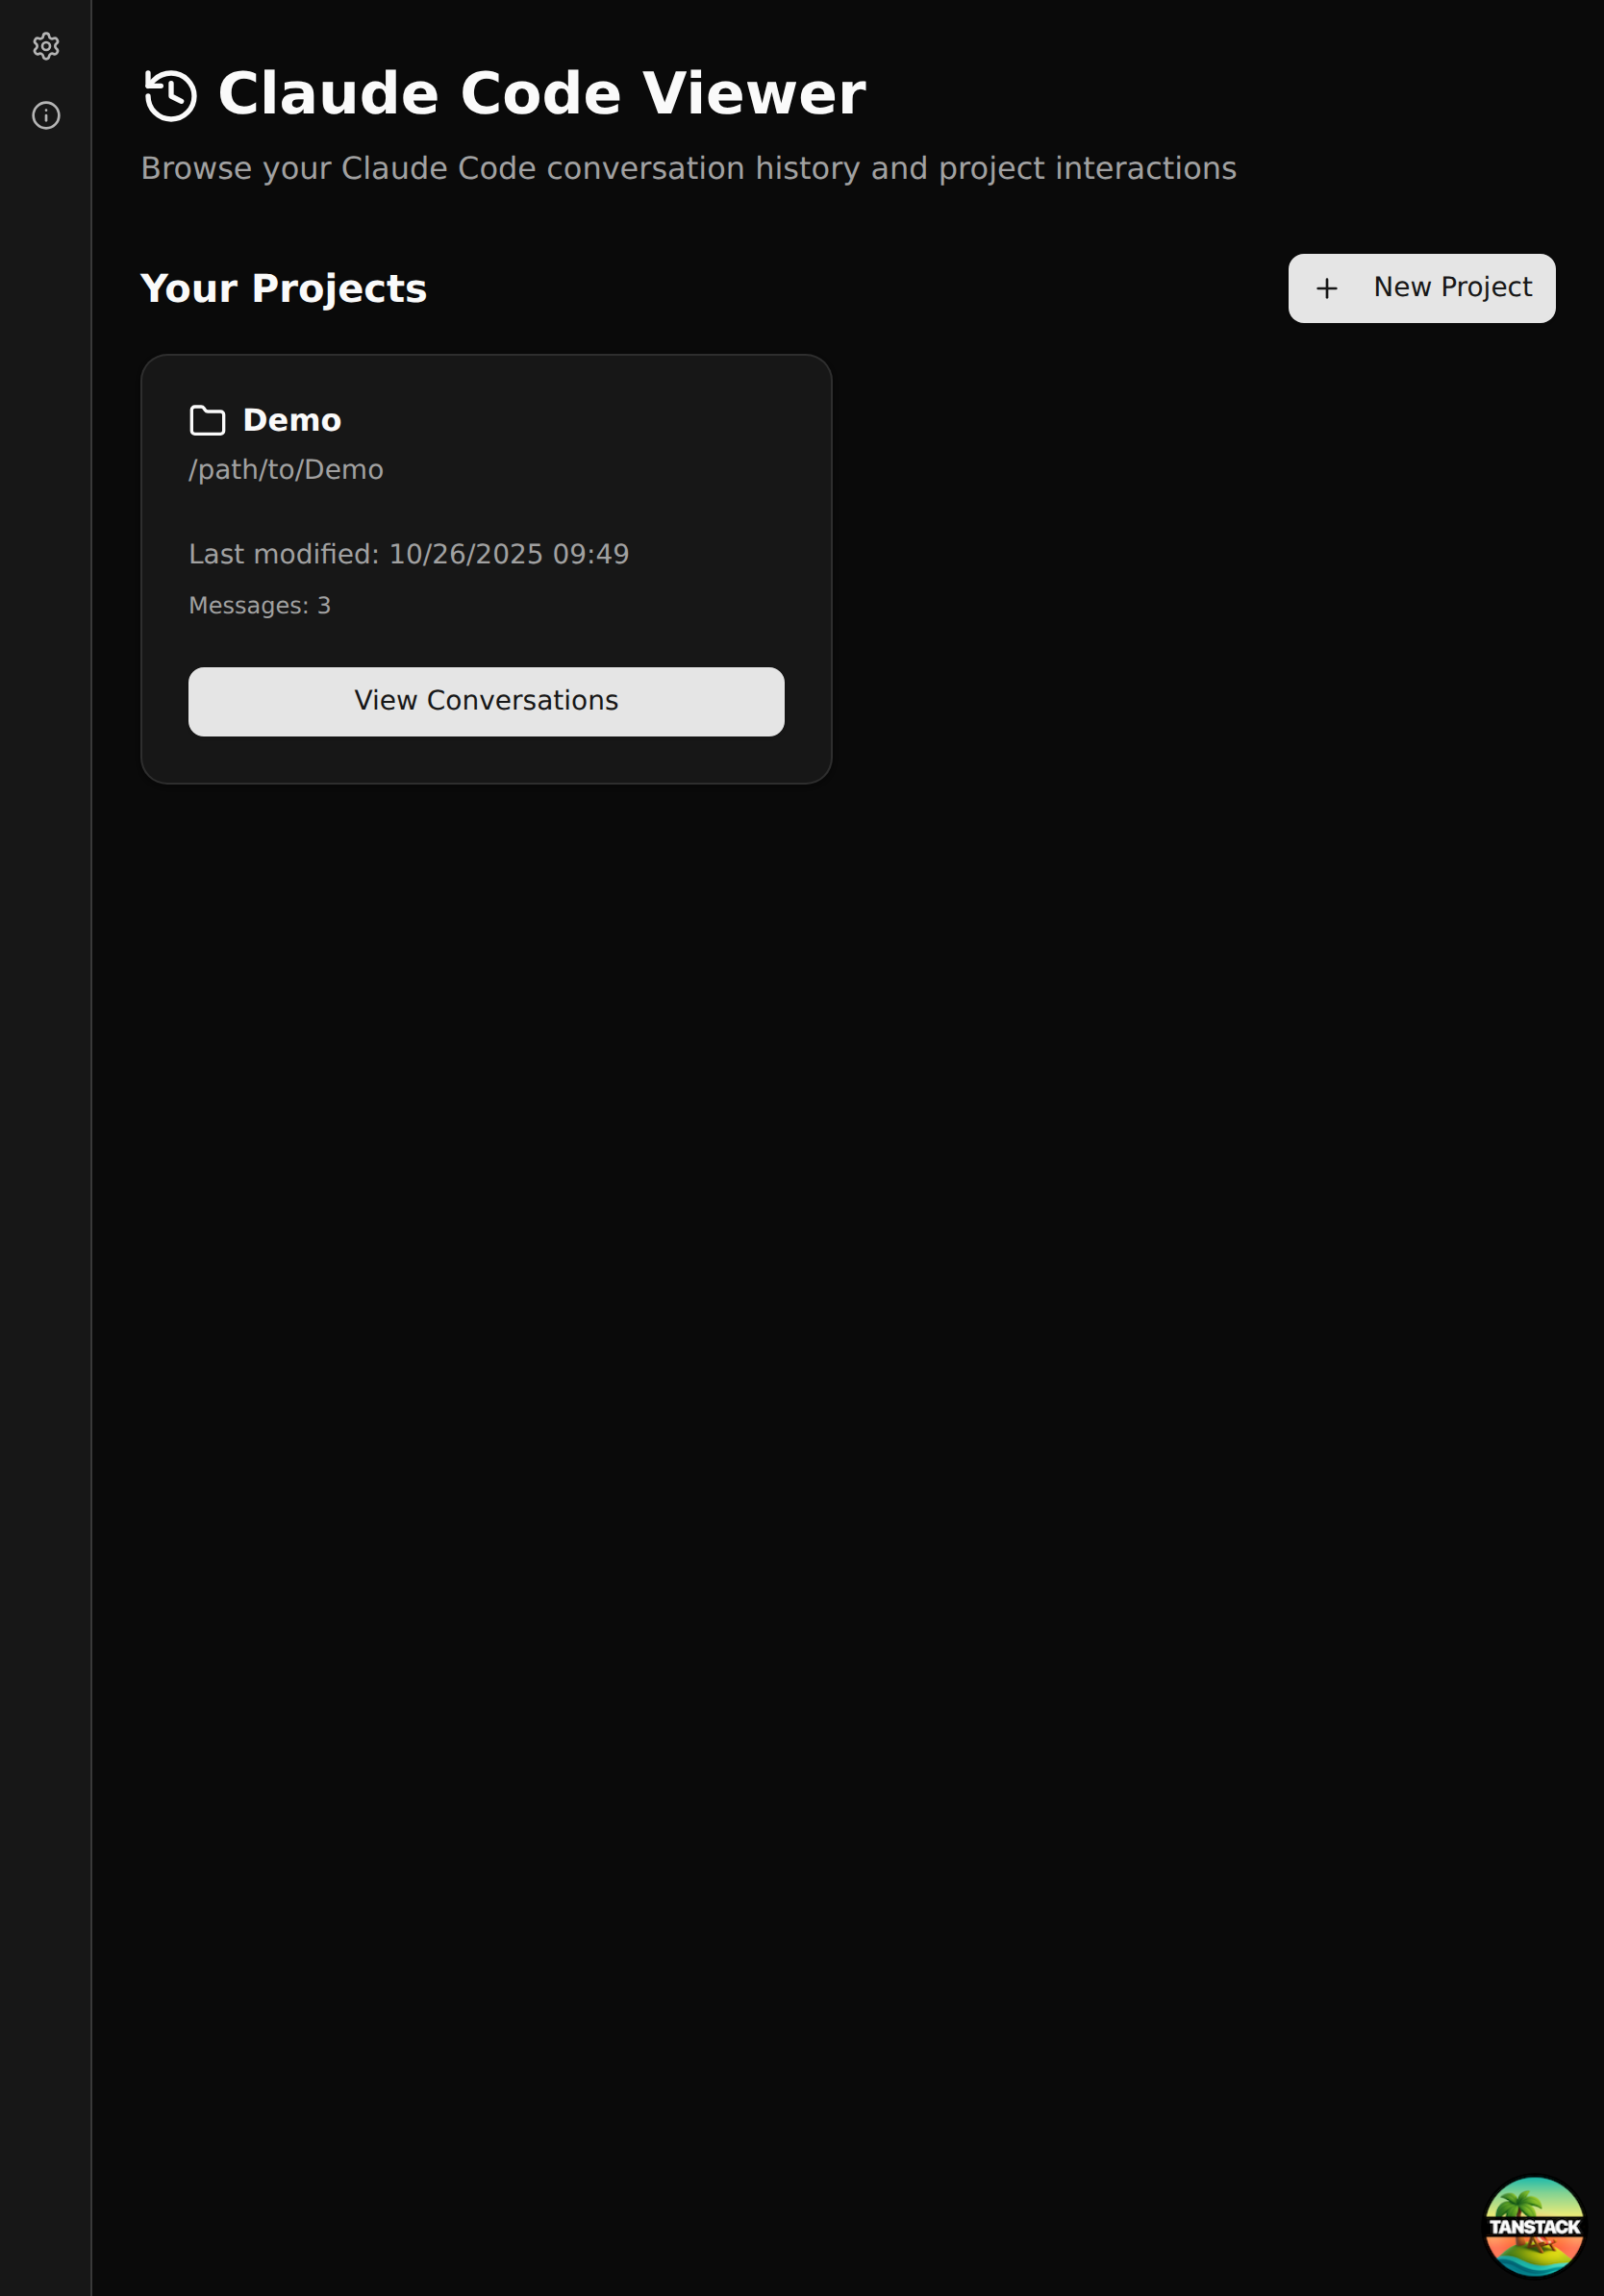 Claude Code Viewer
Browse your Claude Code conversation history and project interactions
Your Projects
New Project
Demo
/path/to/Demo
Last modified: 10/26/2025 09:49
Messages: 3
View Conversations
TANSTACK